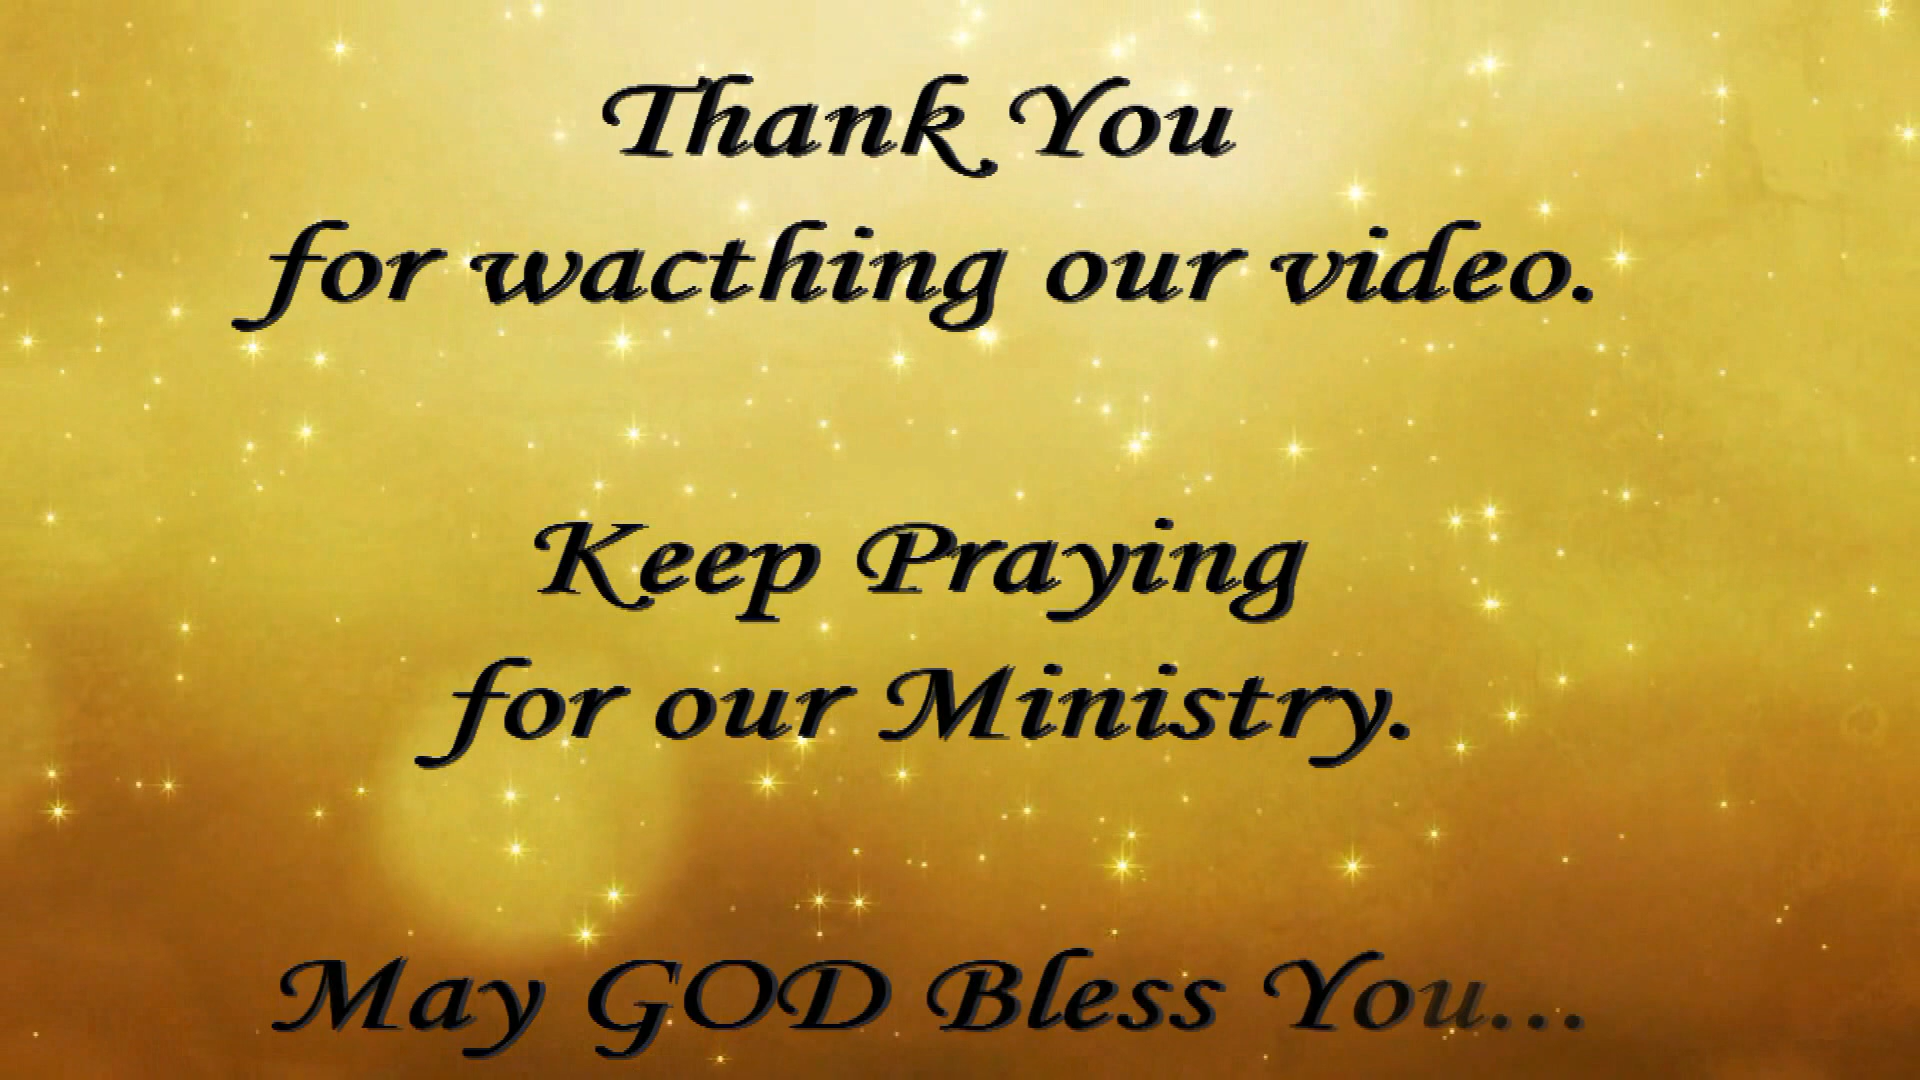 Thank You
for wacthing our video.
Keep Praying
for our Ministry.
May GOD Bless You...